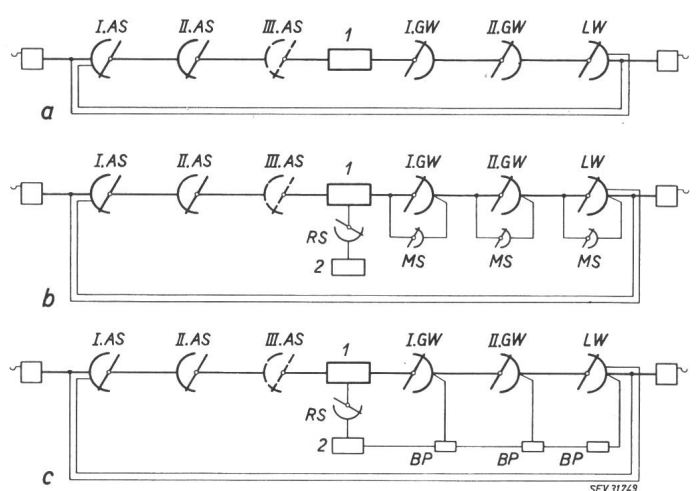 I.AS II.AS III.AS 1 I.GW II.GW LW
a
I.AS II.AS III.AS 1 I.GW II.GW LW
RS
2 MS MS MS
b
I.AS II.AS III.AS 1 I.GW II.GW LW
RS
2 BP BP BP
c
SEV31249